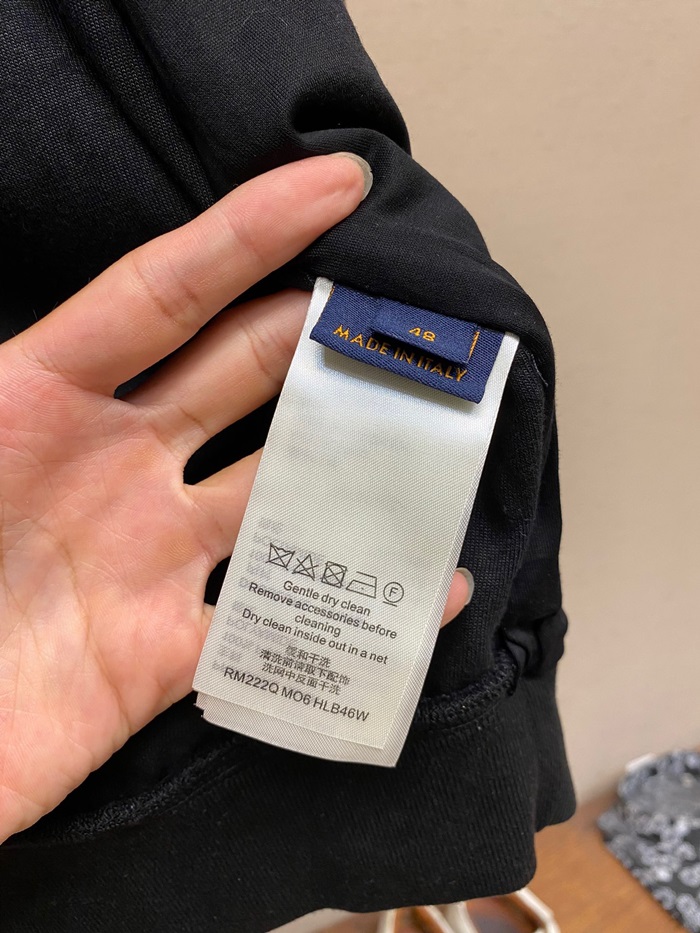 48
MADE IN ITALY
F
Gentle dry clean
Remove accessories before
cleaning
Dry clean inside out in a net
缓和干洗
清洗前请取下配饰
洗网中反面干洗
RM222Q MO6 HLB46W